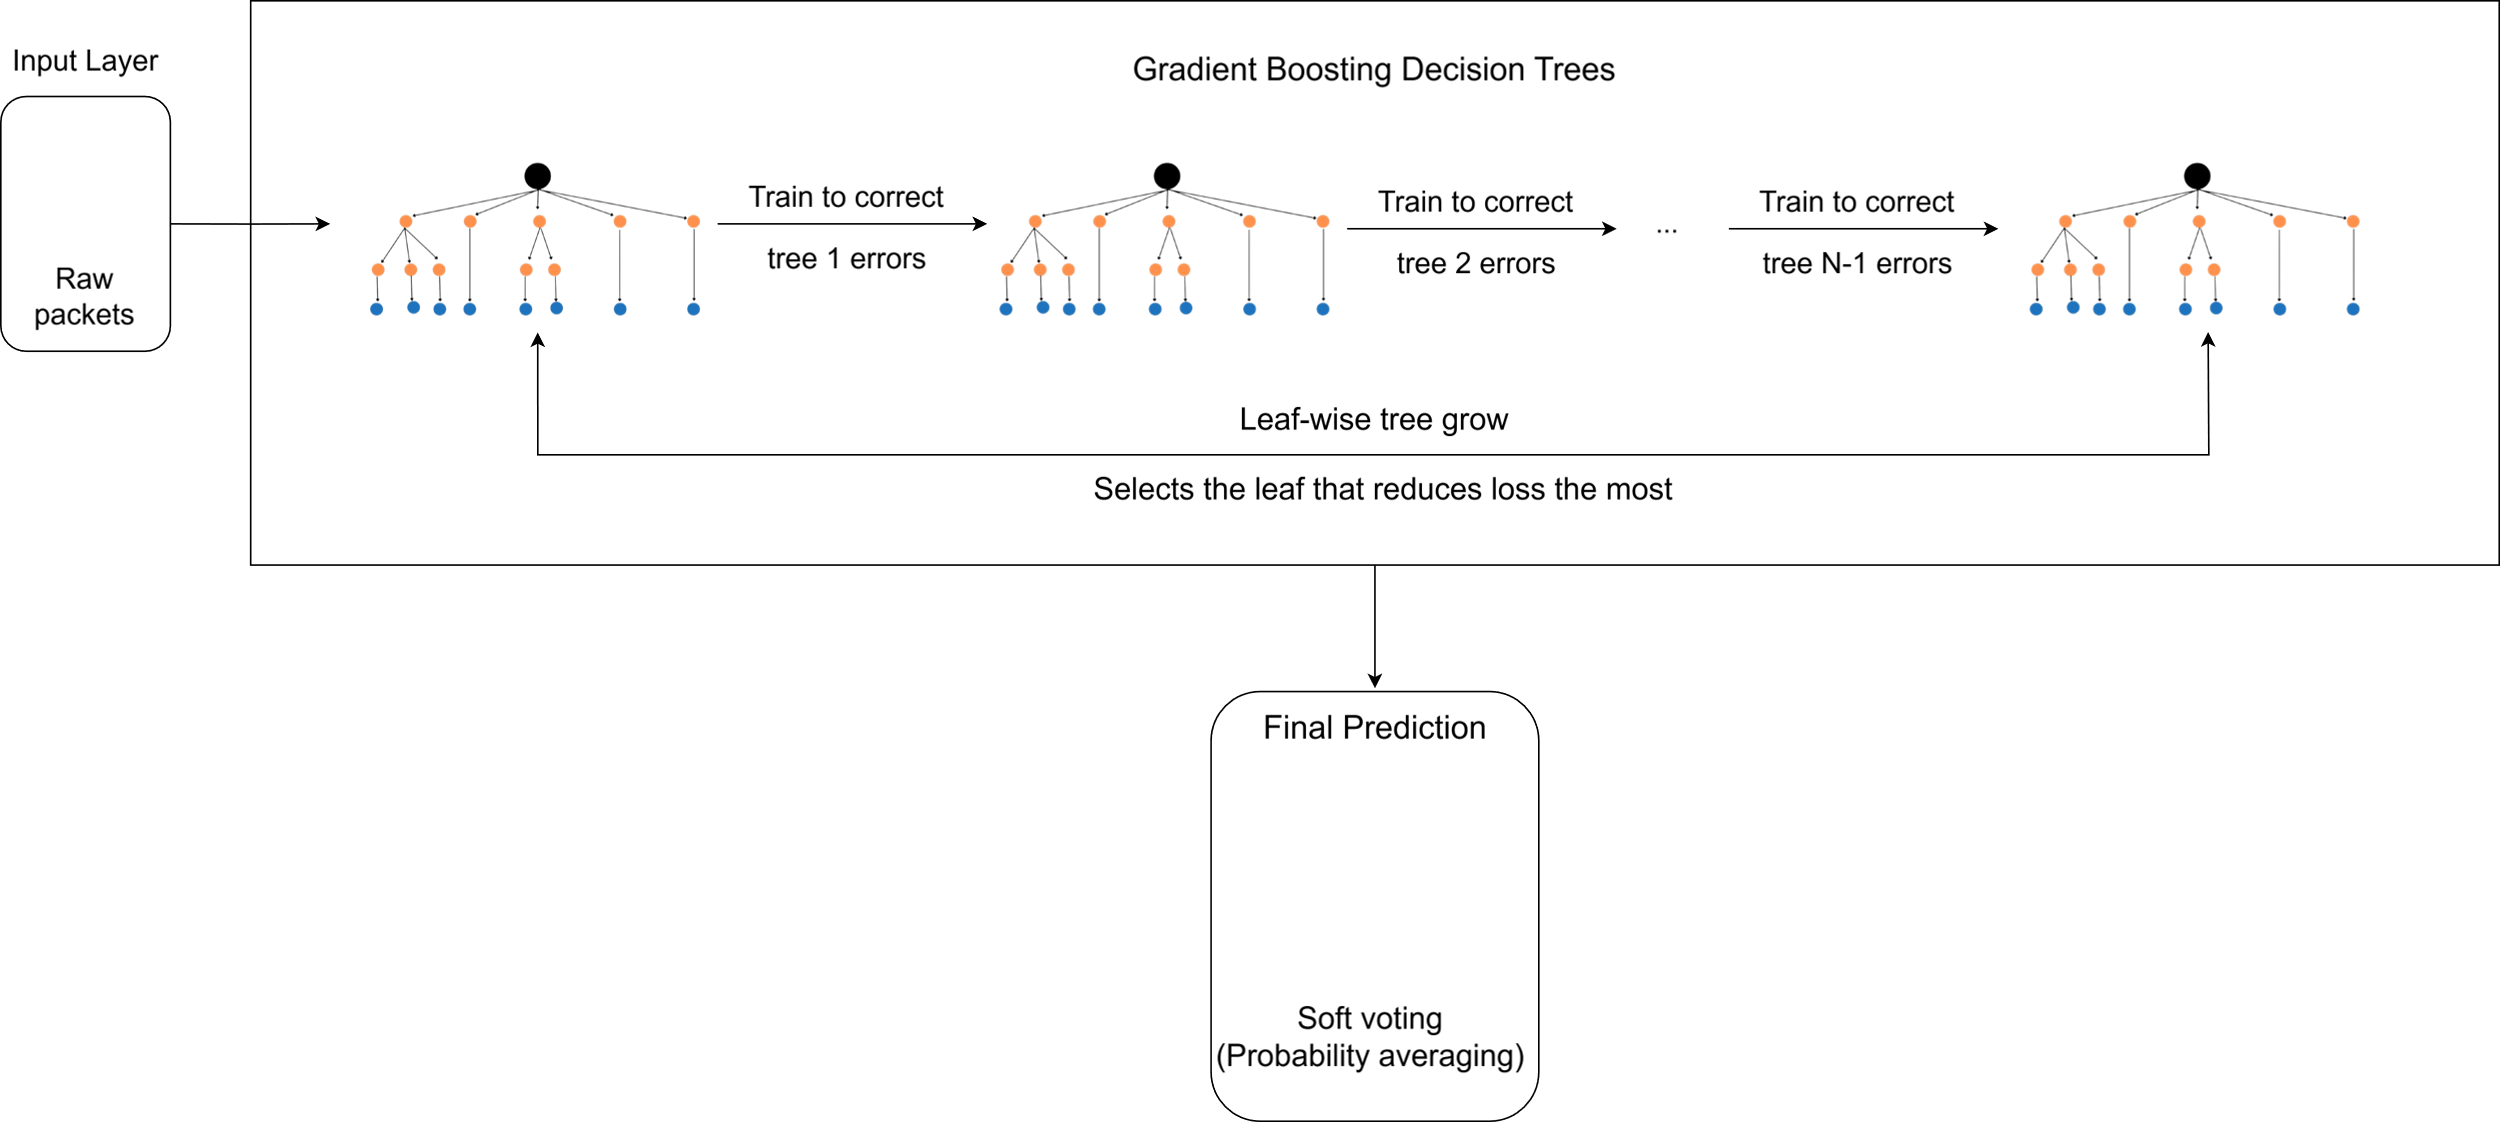 Input Layer
Raw
packets
Gradient Boosting Decision Trees
Train to correct
tree 1 errors
Train to correct
tree 2 errors
...
Train to correct
tree N-1 errors
Leaf-wise tree grow
Selects the leaf that reduces loss the most
Final Prediction
Soft voting
(Probability averaging)